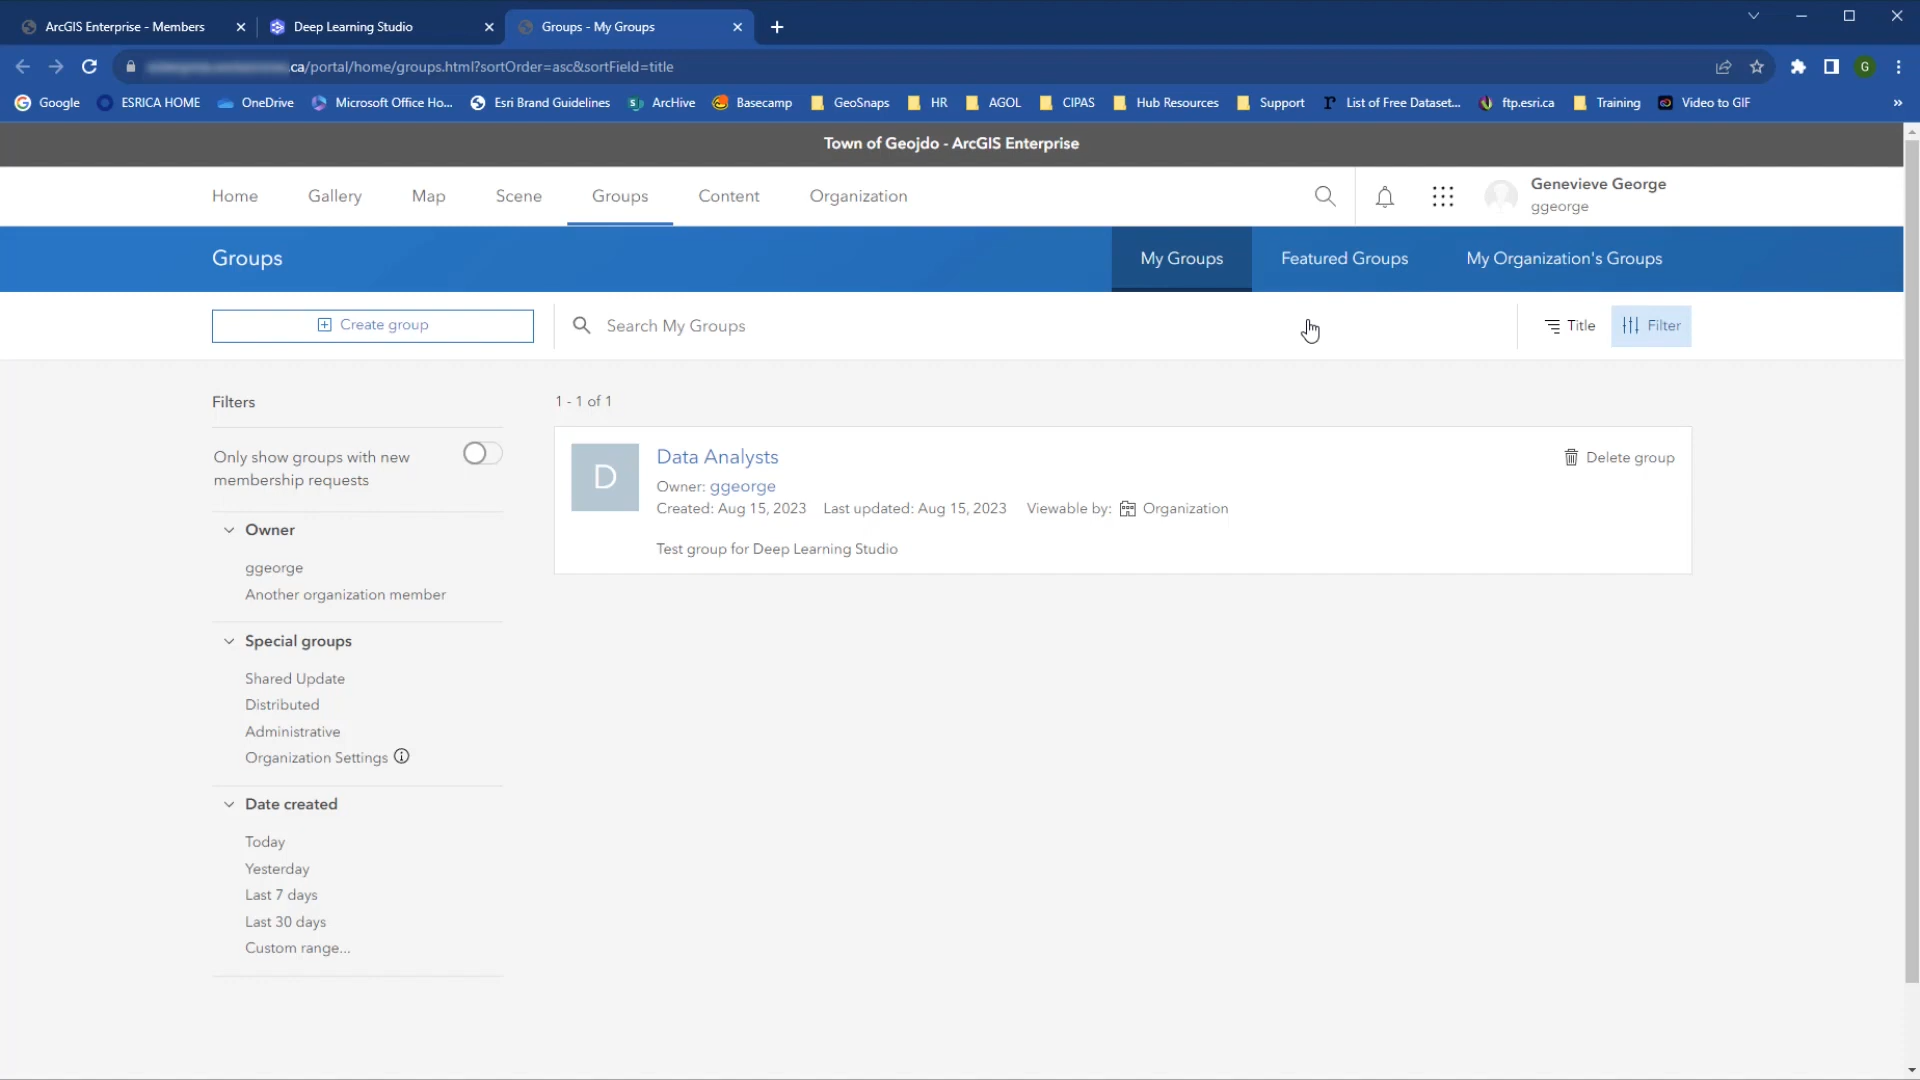 ArcGIS Enterprise - Members
Deep Learning Studio
Groups - My Groups
ca/portal/home/groups.html?sortOrder=asc&sortField=title
G
Google
ESRICA HOME
OneDrive
Microsoft Office Ho...
Esri Brand Guidelines
ArcHive
Basecamp
GeoSnaps
HR
AGOL
CIPAS
Hub Resources
Support
List of Free Dataset...
ftp.esri.ca
Training
Video to GIF
»
Town of Geojdo - ArcGIS Enterprise
Home
Gallery
Map
Scene
Groups
Content
Organization
Genevieve George
ggeorge
Groups
My Groups
Featured Groups
My Organization's Groups
Create group
Search My Groups
Title
Filter
Filters
1 - 1 of 1
Only show groups with new
membership requests
D
Data Analysts
Delete group
Owner: ggeorge
Created: Aug 15, 2023 Last updated: Aug 15, 2023 Viewable by: Organization
Test group for Deep Learning Studio
Owner
ggeorge
Another organization member
Special groups
Shared Update
Distributed
Administrative
Organization Settings
Date created
Today
Yesterday
Last 7 days
Last 30 days
Custom range...